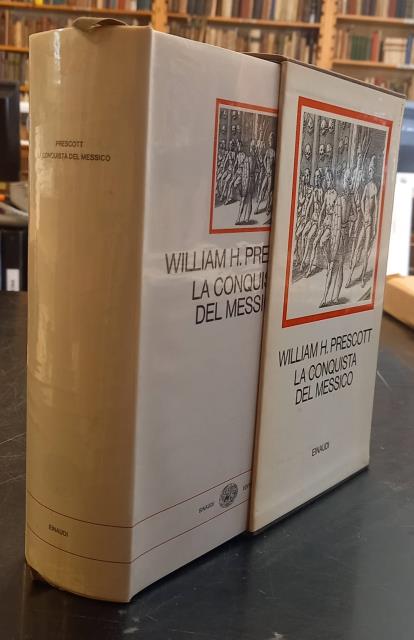 PRESCOTT
LA CONQUISTA DEL MESSICO
EINAUDI
WILLIAM H. PRE
LA CONQUIS
DEL MESSI
EINAUDI
WILLIAM H. PRESCOTT
LA CONQUISTA
DEL MESSICO
EINAUDI